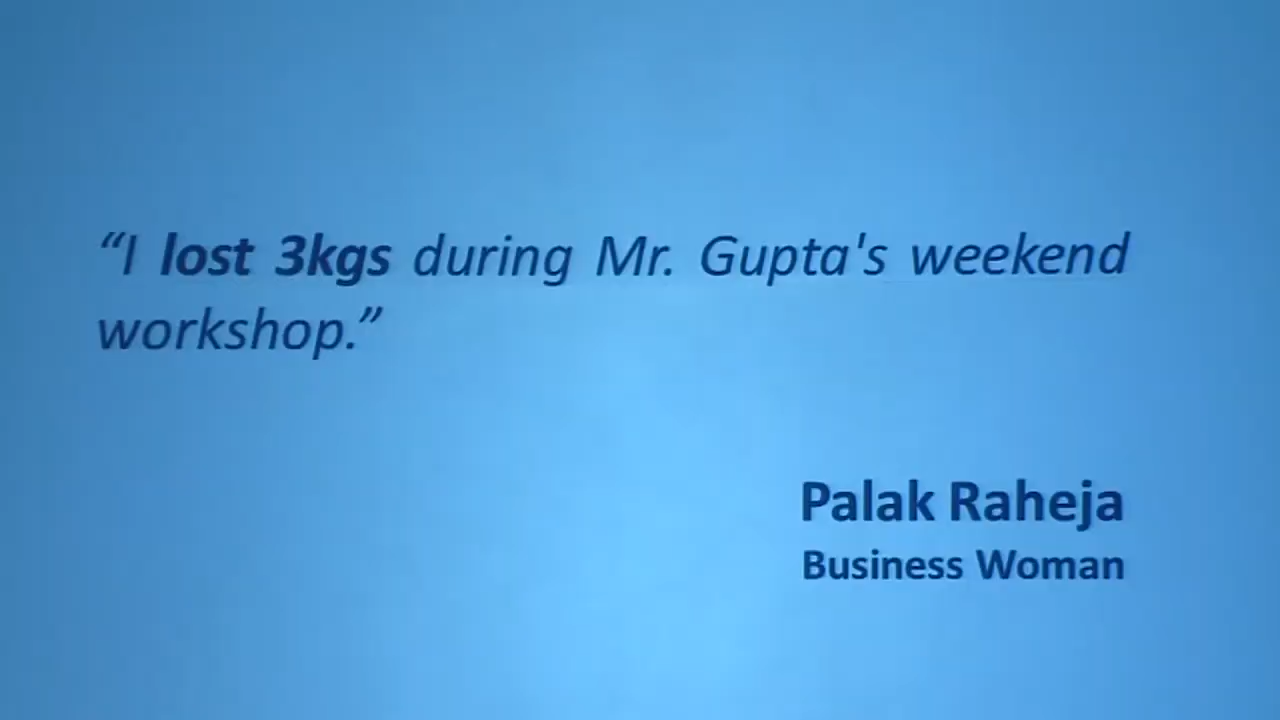 “I lost 3kgs during Mr. Gupta's weekend
workshop.”
Palak Raheja
Business Woman